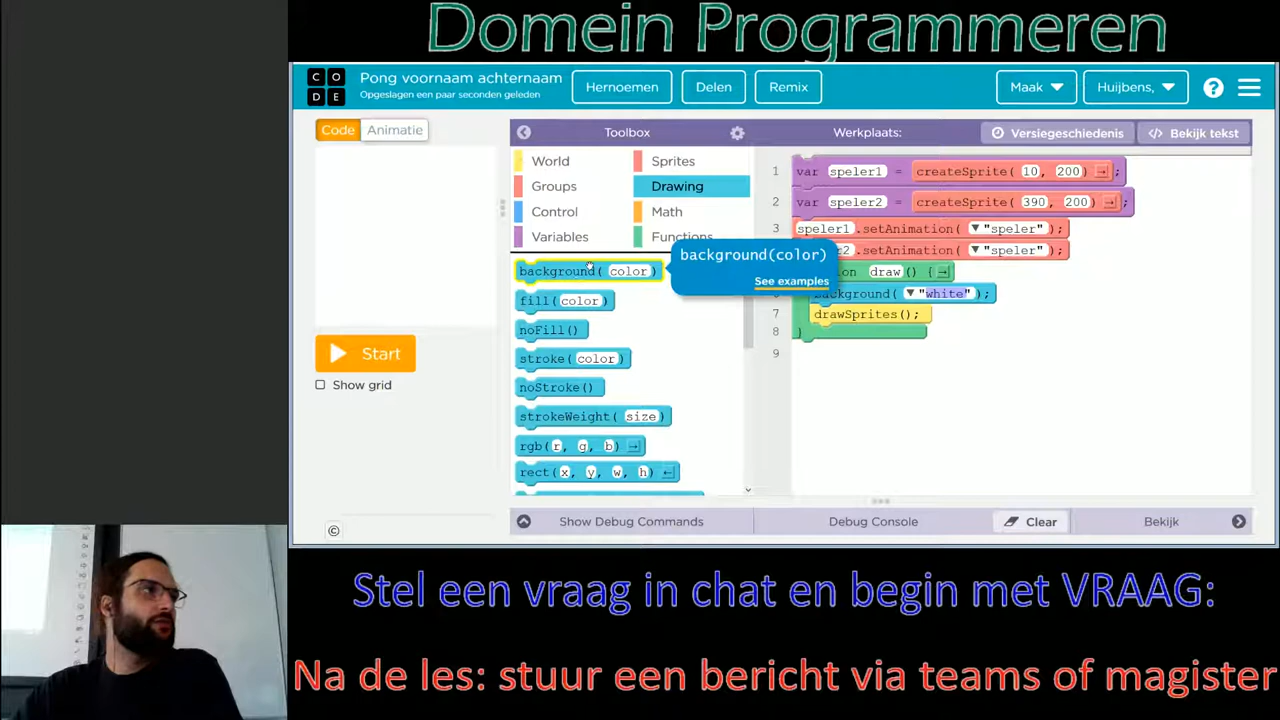 Domein Programmeren
CODE
Pong voornaam achternaam
Opgeslagen een paar seconden geleden
Hernoemen
Delen
Remix
Maak
Huijbens,
?
Code
Animatie
Toolbox
Werkplaats:
Versiegeschiedenis
</> Bekijk tekst
World
Sprites
Groups
Drawing
Control
Math
Variables
Functions
background( color )
fill( color )
noFill()
stroke( color )
noStroke()
strokeWeight( size )
rgb( r, g, b )
rect( x, y, w, h )
background(color)
See examples
1 var speler1 = createSprite( 10, 200) ;
2 var speler2 = createSprite( 390, 200) ;
3 speler1.setAnimation( "speler" );
.setAnimation( "speler" );
draw () {
background( "white" );
7 drawSprites();
8 }
9
Start
Show grid
©
Show Debug Commands
Debug Console
Clear
Bekijk
Stel een vraag in chat en begin met VRAAG:
Na de les: stuur een bericht via teams of magister